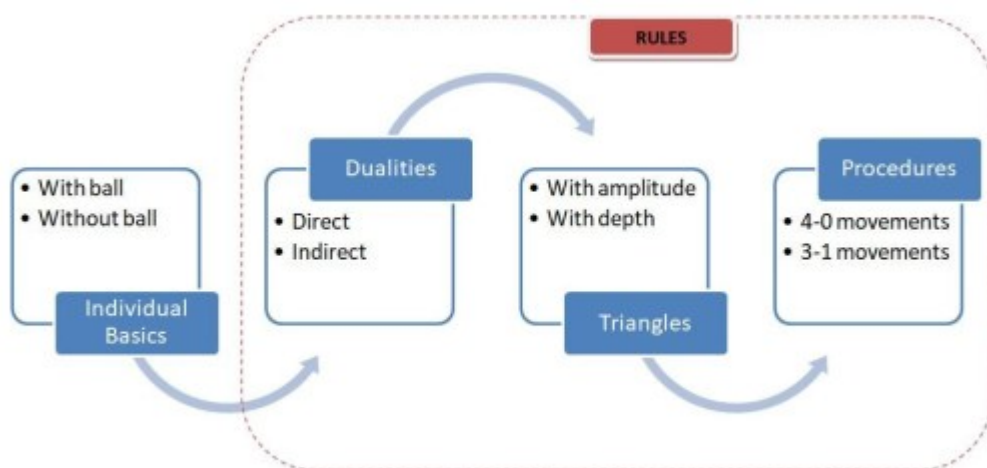 RULES
• With ball
• Without ball
Individual
Basics
Dualities
• Direct
• Indirect
• With amplitude
• With depth
Triangles
Procedures
• 4-0 movements
• 3-1 movements